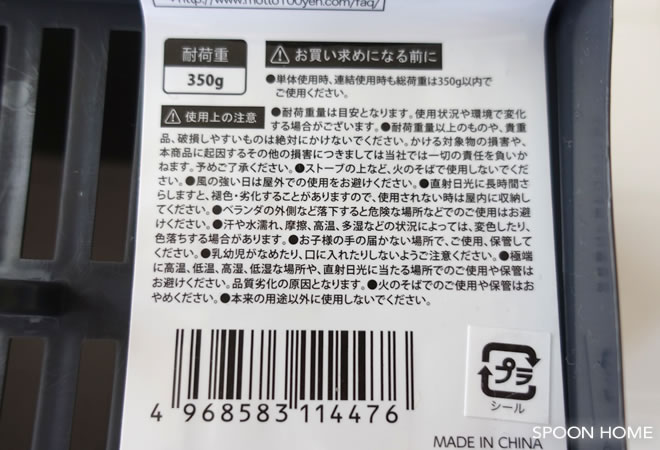 http://www.motto100yen.com/faq/
耐荷重
350g
お買い求めになる前に
●単体使用時、連結使用時も総荷重は350g以内で
ご使用ください。
使用上の注意
●耐荷重量は目安となります。使用状況や環境で変化
する場合がございます。●耐荷重量以上のものや、貴重
品、破損しやすいものは絶対にかけないでください。かける対象物の損害や、
本商品に起因するその他の損害につきましては当社では一切の責任を負いか
ねます。予めご了承ください。●ストーブの上など、火のそばで使用しないでくだ
さい。●風の強い日は屋外での使用をお避けください。●直射日光に長時間さ
らしますと、褪色・劣化することがありますので、使用されない時は屋内に収納し
てください。●ベランダの外側など落下すると危険な場所などでのご使用はお避
けください。●汗や水濡れ、摩擦、高温、多湿などの状況によっては、変色したり、
色落ちする場合があります。●お子様の手の届かない場所で、ご使用、保管して
ください。●乳幼児がなめたり、口に入れたりしないようご注意ください。●極端
に高温、低温、高湿、低湿な場所や、直射日光に当たる場所でのご使用や保管は
お避けください。品質劣化の原因となります。●火のそばでのご使用や保管はお
やめください。●本来の用途以外に使用しないでください。
4 968583 114476
プラ
シール
MADE IN CHINA
SPOON HOME